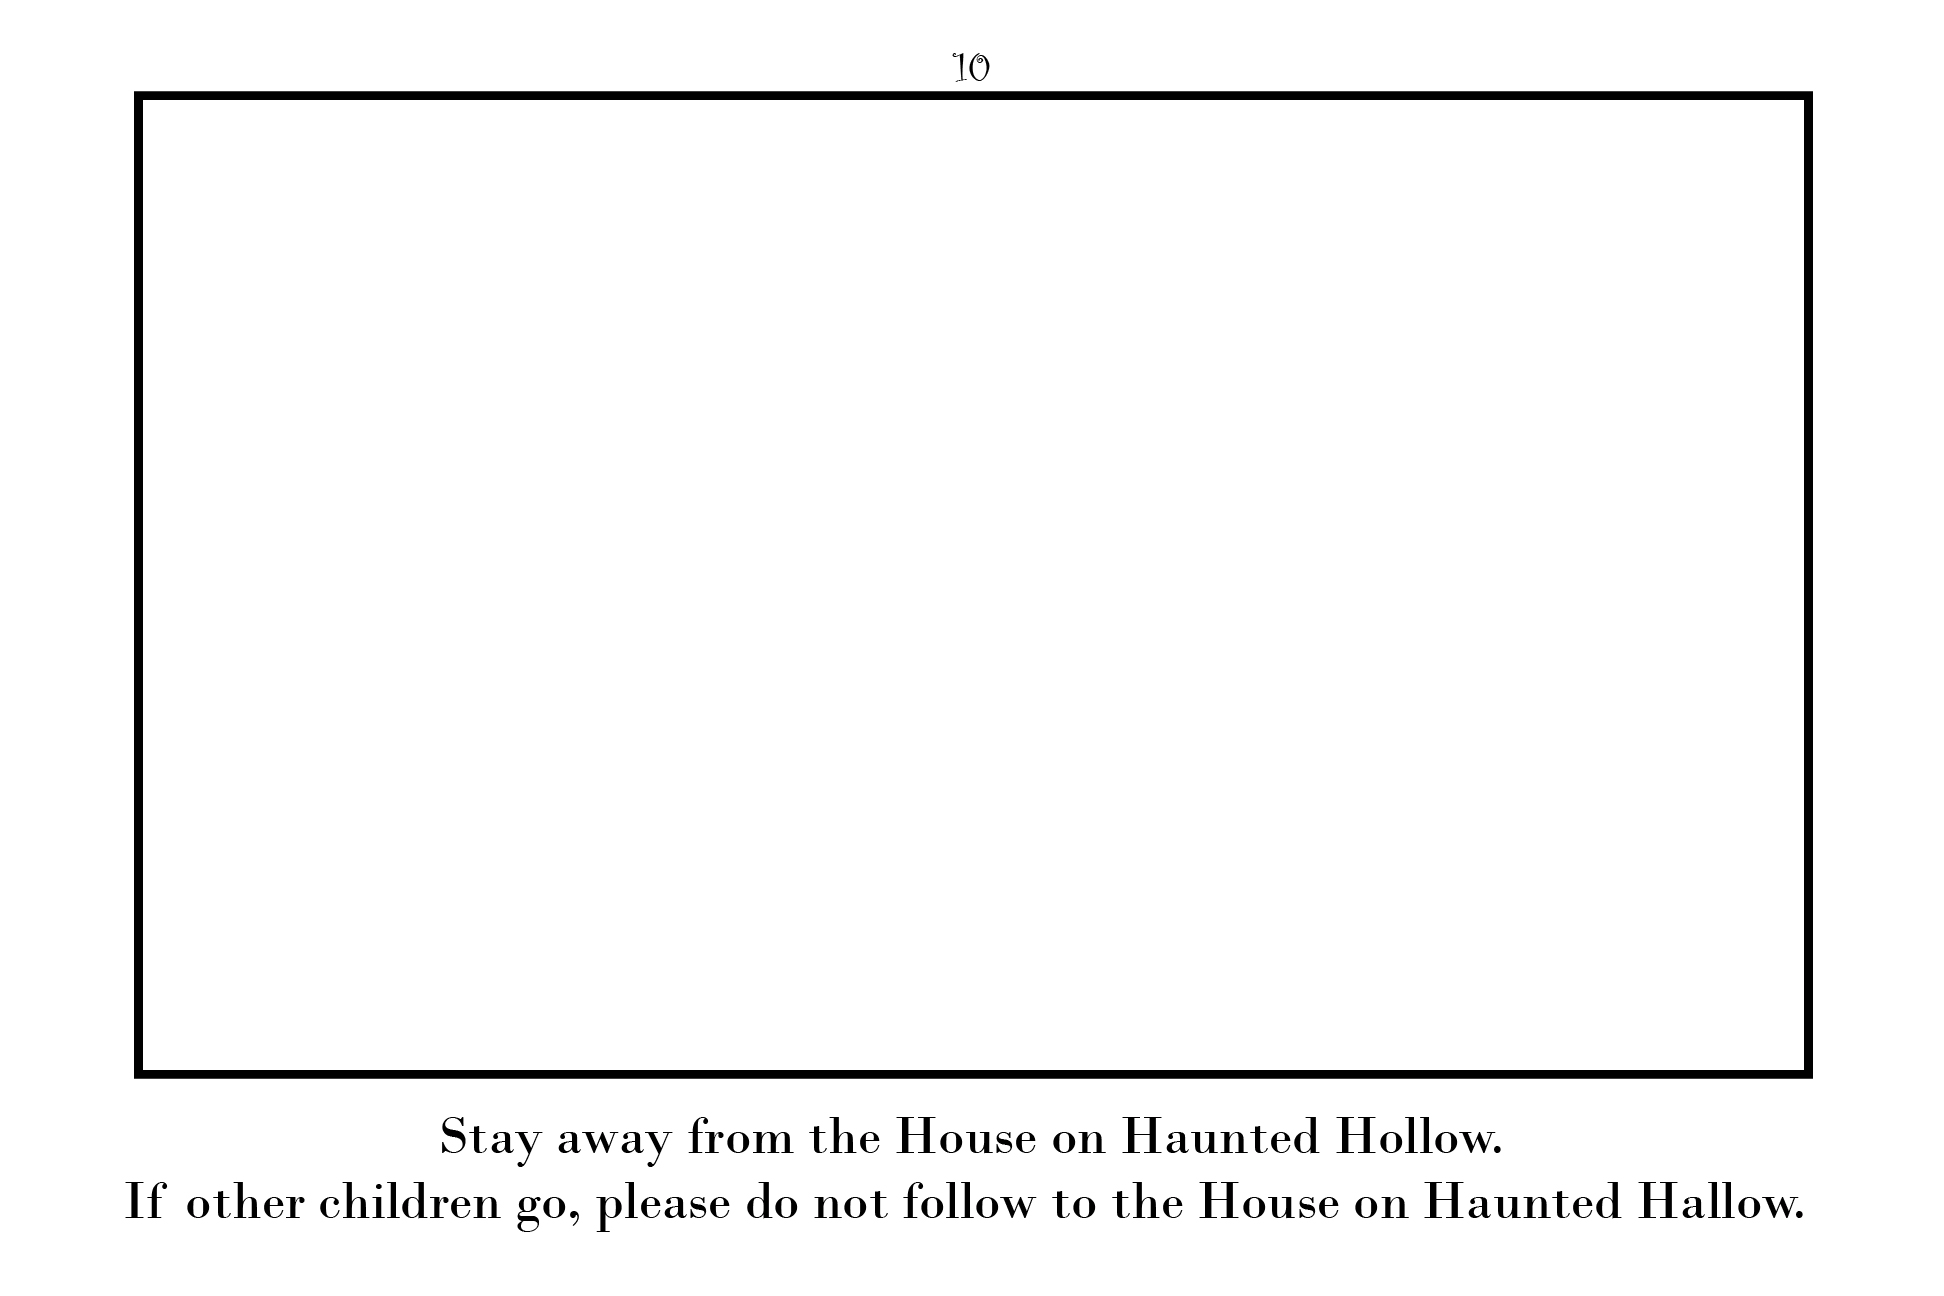 10
Stay away from the House on Haunted Hollow.
If other children go, please do not follow to the House on Haunted Hallow.